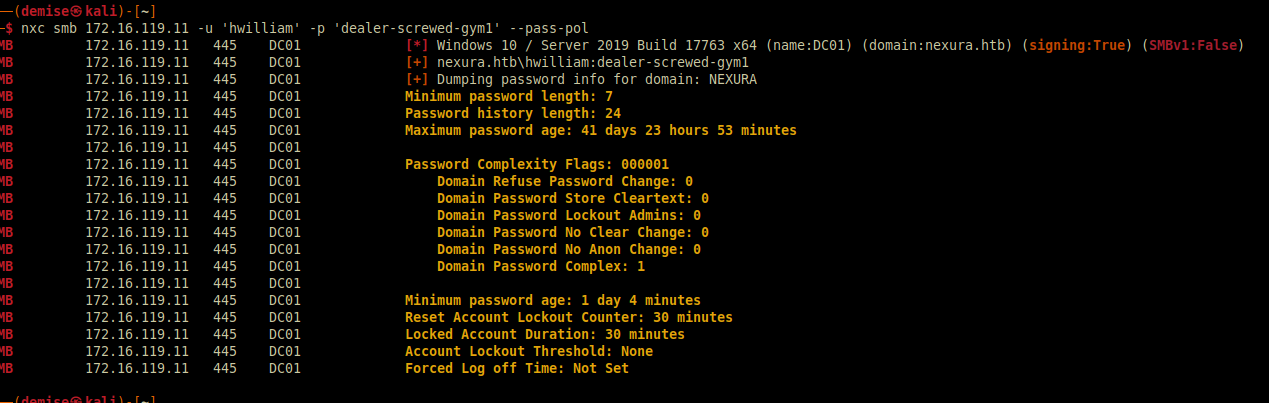 ──(demise㉿kali)-[~]
─$ nxc smb 172.16.119.11 -u 'hwilliam' -p 'dealer-screwed-gym1' --pass-pol
MB 172.16.119.11 445 DC01 [*] Windows 10 / Server 2019 Build 17763 x64 (name:DC01) (domain:nexura.htb) (signing:True) (SMBv1:False)
MB 172.16.119.11 445 DC01 [+] nexura.htb\hwilliam:dealer-screwed-gym1
MB 172.16.119.11 445 DC01 [+] Dumping password info for domain: NEXURA
MB 172.16.119.11 445 DC01 Minimum password length: 7
MB 172.16.119.11 445 DC01 Password history length: 24
MB 172.16.119.11 445 DC01 Maximum password age: 41 days 23 hours 53 minutes
MB 172.16.119.11 445 DC01
MB 172.16.119.11 445 DC01 Password Complexity Flags: 000001
MB 172.16.119.11 445 DC01 Domain Refuse Password Change: 0
MB 172.16.119.11 445 DC01 Domain Password Store Cleartext: 0
MB 172.16.119.11 445 DC01 Domain Password Lockout Admins: 0
MB 172.16.119.11 445 DC01 Domain Password No Clear Change: 0
MB 172.16.119.11 445 DC01 Domain Password No Anon Change: 0
MB 172.16.119.11 445 DC01 Domain Password Complex: 1
MB 172.16.119.11 445 DC01
MB 172.16.119.11 445 DC01 Minimum password age: 1 day 4 minutes
MB 172.16.119.11 445 DC01 Reset Account Lockout Counter: 30 minutes
MB 172.16.119.11 445 DC01 Locked Account Duration: 30 minutes
MB 172.16.119.11 445 DC01 Account Lockout Threshold: None
MB 172.16.119.11 445 DC01 Forced Log off Time: Not Set
──(demise㉿kali)-[~]